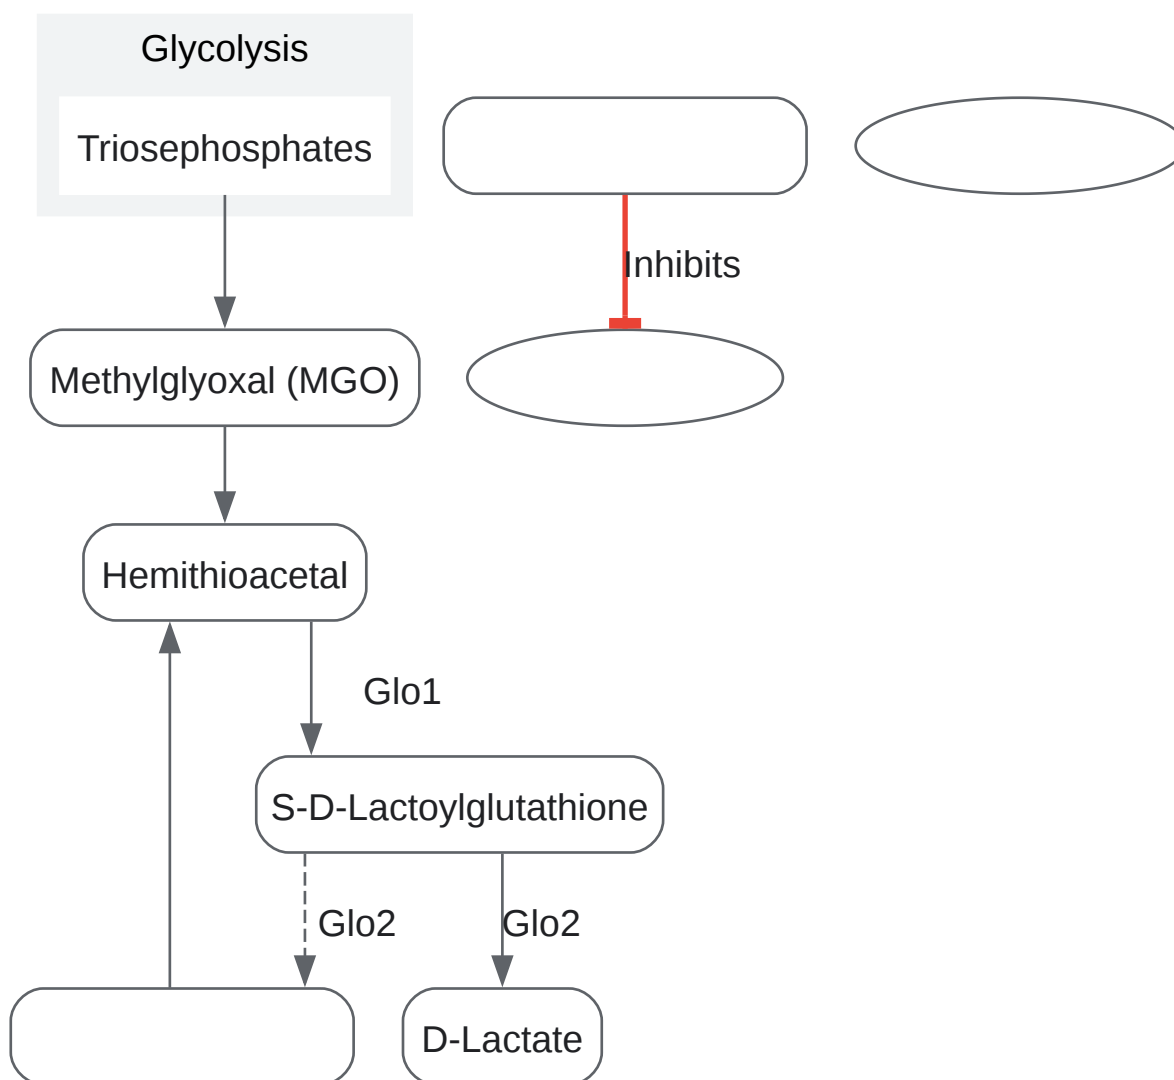 Glycolysis
Triosephosphates
Inhibits
Methylglyoxal (MGO)
Hemithioacetal
Glo1
S-D-Lactoylglutathione
Glo2
Glo2
D-Lactate